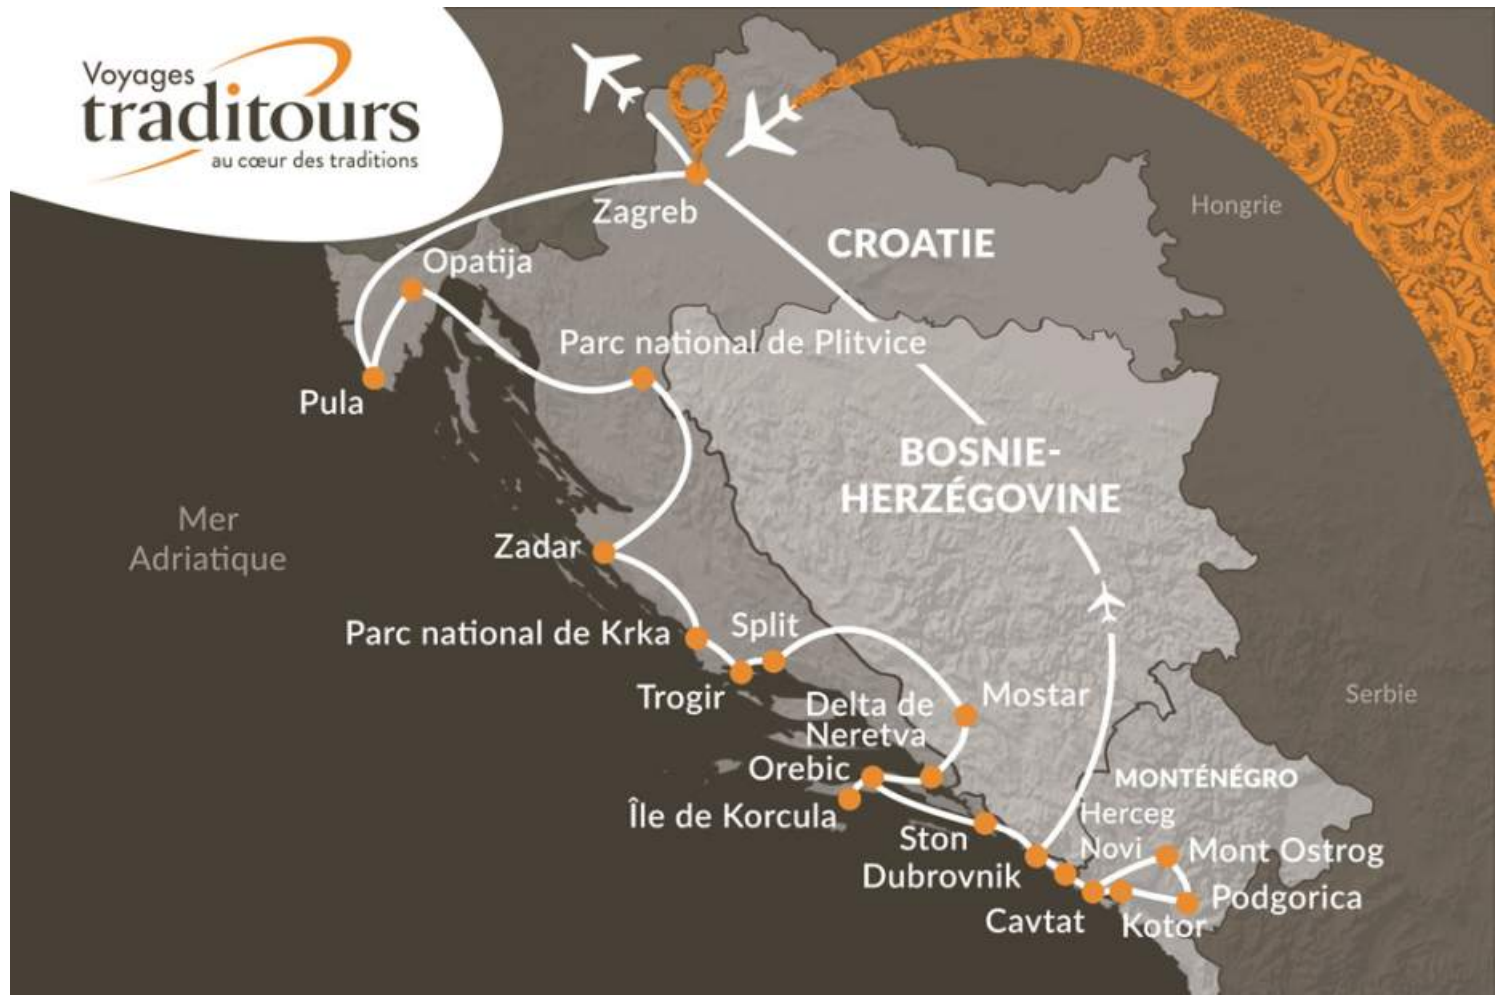 Voyages
traditours
au cœur des traditions
Zagreb
Hongrie
CROATIE
Opatija
Parc national de Plitvice
Pula
BOSNIE-
HERZÉGOVINE
Mer
Adriatique
Zadar
Parc national de Krka
Split
Trogir
Mostar
Serbie
Delta de
Neretva
Orebic
MONTÉNÉGRO
Île de Korcula
Herceg
Novi
Ston
Mont Ostrog
Dubrovnik
Podgorica
Cavtat
Kotor